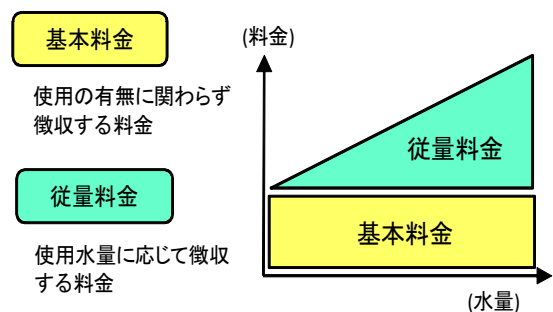 基本料金
使用の有無に関わらず
徴収する料金
従量料金
使用水量に応じて徴収
する料金
(料金)
従量料金
基本料金
(水量)